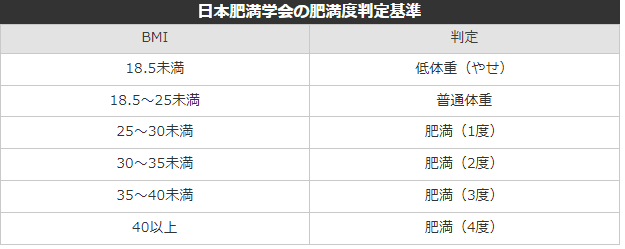 日本肥満学会の肥満度判定基準
BMI 判定
18.5未満 低体重（やせ）
18.5～25未満 普通体重
25～30未満 肥満（1度）
30～35未満 肥満（2度）
35～40未満 肥満（3度）
40以上 肥満（4度）